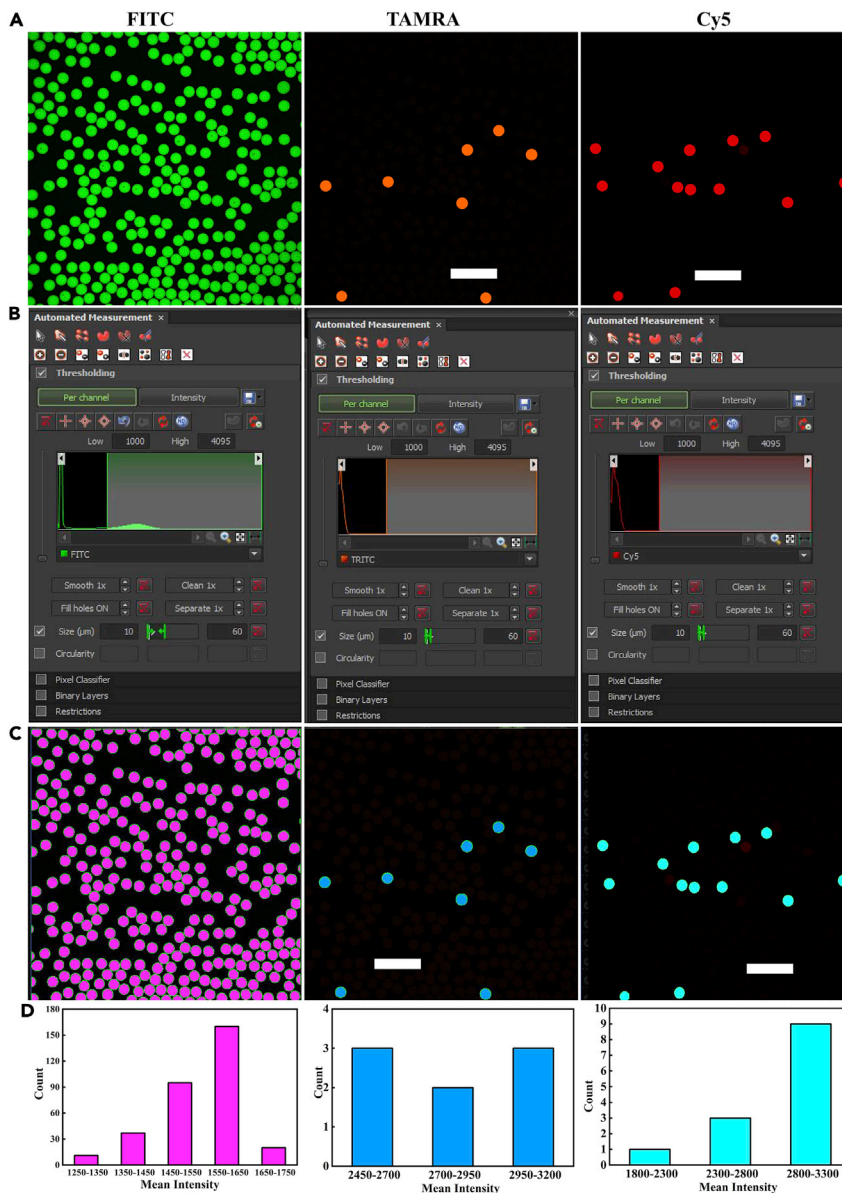 A FITC TAMRA Cy5
B Automated Measurement × Automated Measurement × Automated Measurement ×
Thresholding Thresholding Thresholding
Per channel Intensity Per channel Intensity Per channel Intensity
Low 1000 High 4095 Low 1000 High 4095 Low 1000 High 4095
FITC TRITC Cy5
Smooth 1x Clean 1x Smooth 1x Clean 1x Smooth 1x Clean 1x
Fill holes ON Separate 1x Fill holes ON Separate 1x Fill holes ON Separate 1x
Size (µm) 10 60 Size (µm) 10 60 Size (µm) 10 60
Circularity Circularity Circularity
Pixel Classifier Pixel Classifier Pixel Classifier
Binary Layers Binary Layers Binary Layers
Restrictions Restrictions Restrictions
C
D
180
150
120
90
60
30
0
Count
1250-1350 1350-1450 1450-1550 1550-1650 1650-1750
Mean Intensity
4
3
2
1
0
Count
2450-2700 2700-2950 2950-3200
Mean Intensity
10
9
8
7
6
5
4
3
2
1
0
Count
1800-2300 2300-2800 2800-3300
Mean Intensity